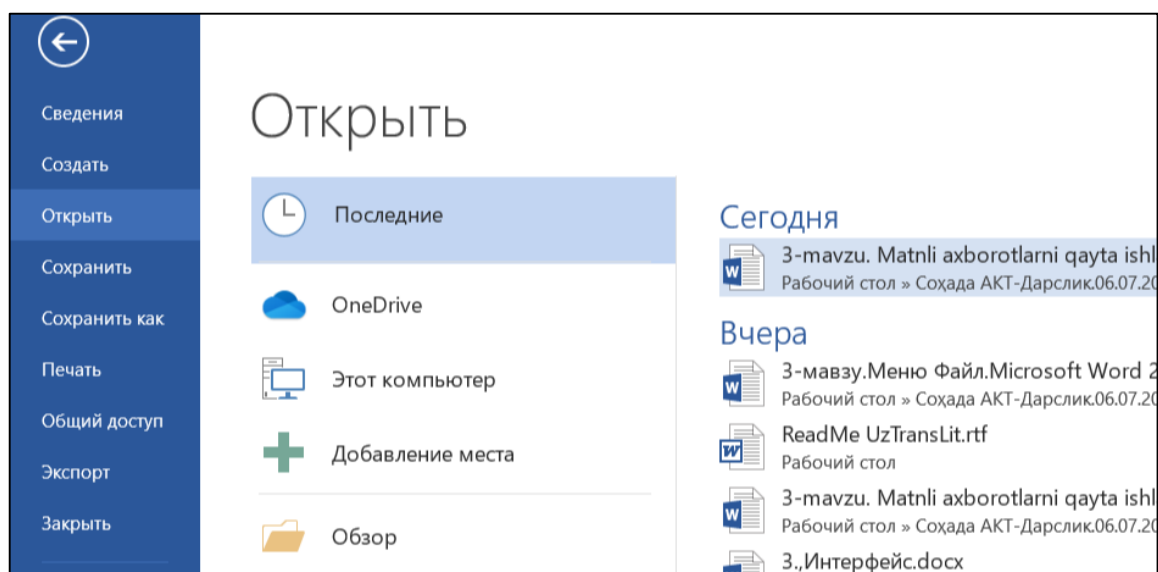 Сведения
Создать
Открыть
Сохранить
Сохранить как
Печать
Общий доступ
Экспорт
Закрыть
Открыть
Последние
OneDrive
Этот компьютер
Добавление места
Обзор
Сегодня
3-mavzu. Matnli axborotlarni qayta ishl
Рабочий стол » Соҳада АКТ-Дарслик.06.07.20
Вчера
3-мавзу.Меню Файл.Microsoft Word 2
Рабочий стол » Соҳада АКТ-Дарслик.06.07.20
ReadMe UzTransLit.rtf
Рабочий стол
3-mavzu. Matnli axborotlarni qayta ishl
Рабочий стол » Соҳада АКТ-Дарслик.06.07.20
3.,Интерфейс.docx